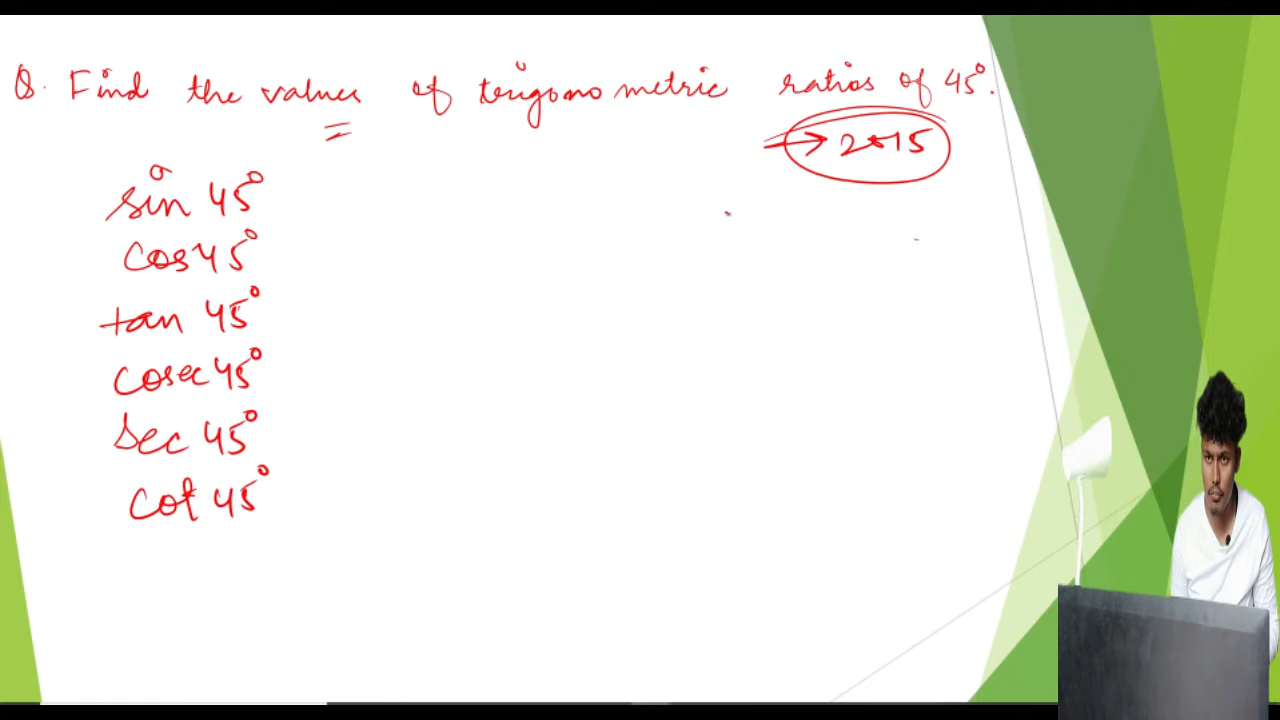 Q. Find the values of trigonometric ratios of 45°.
→ 2015
sin 45°
cos 45°
tan 45°
cosec 45°
sec 45°
cot 45°